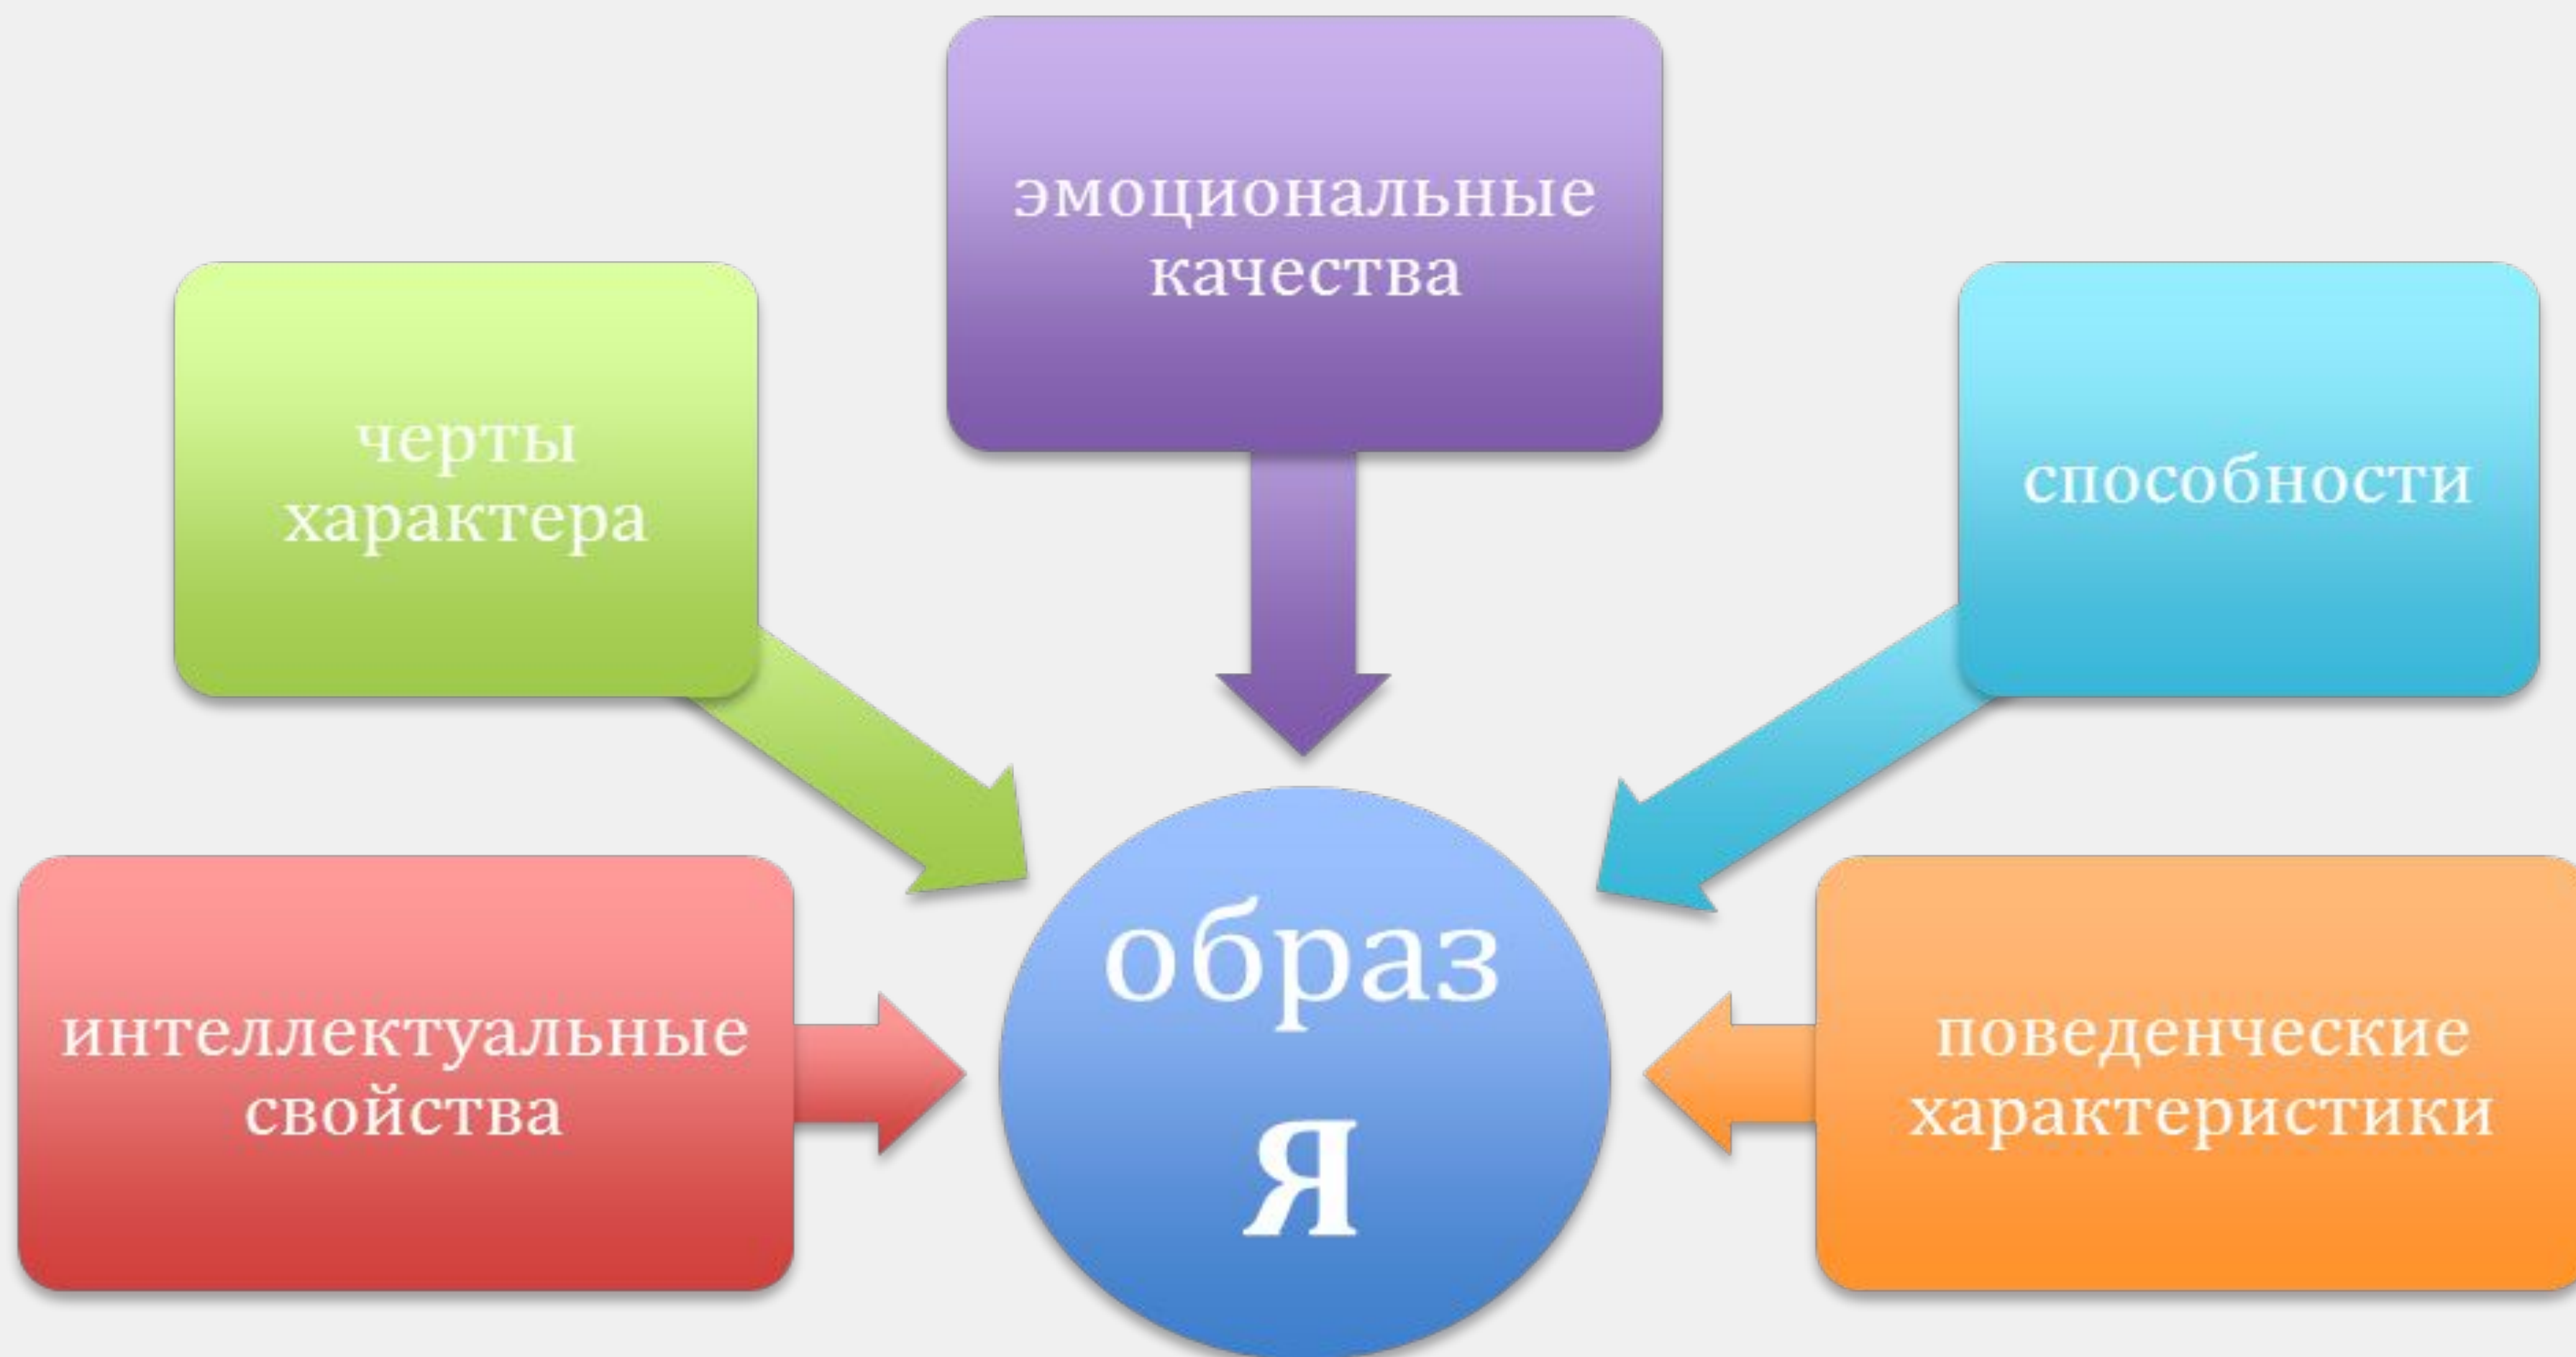 эмоциональные
качества
черты
характера
способности
интеллектуальные
свойства
образ
я
поведенческие
характеристики